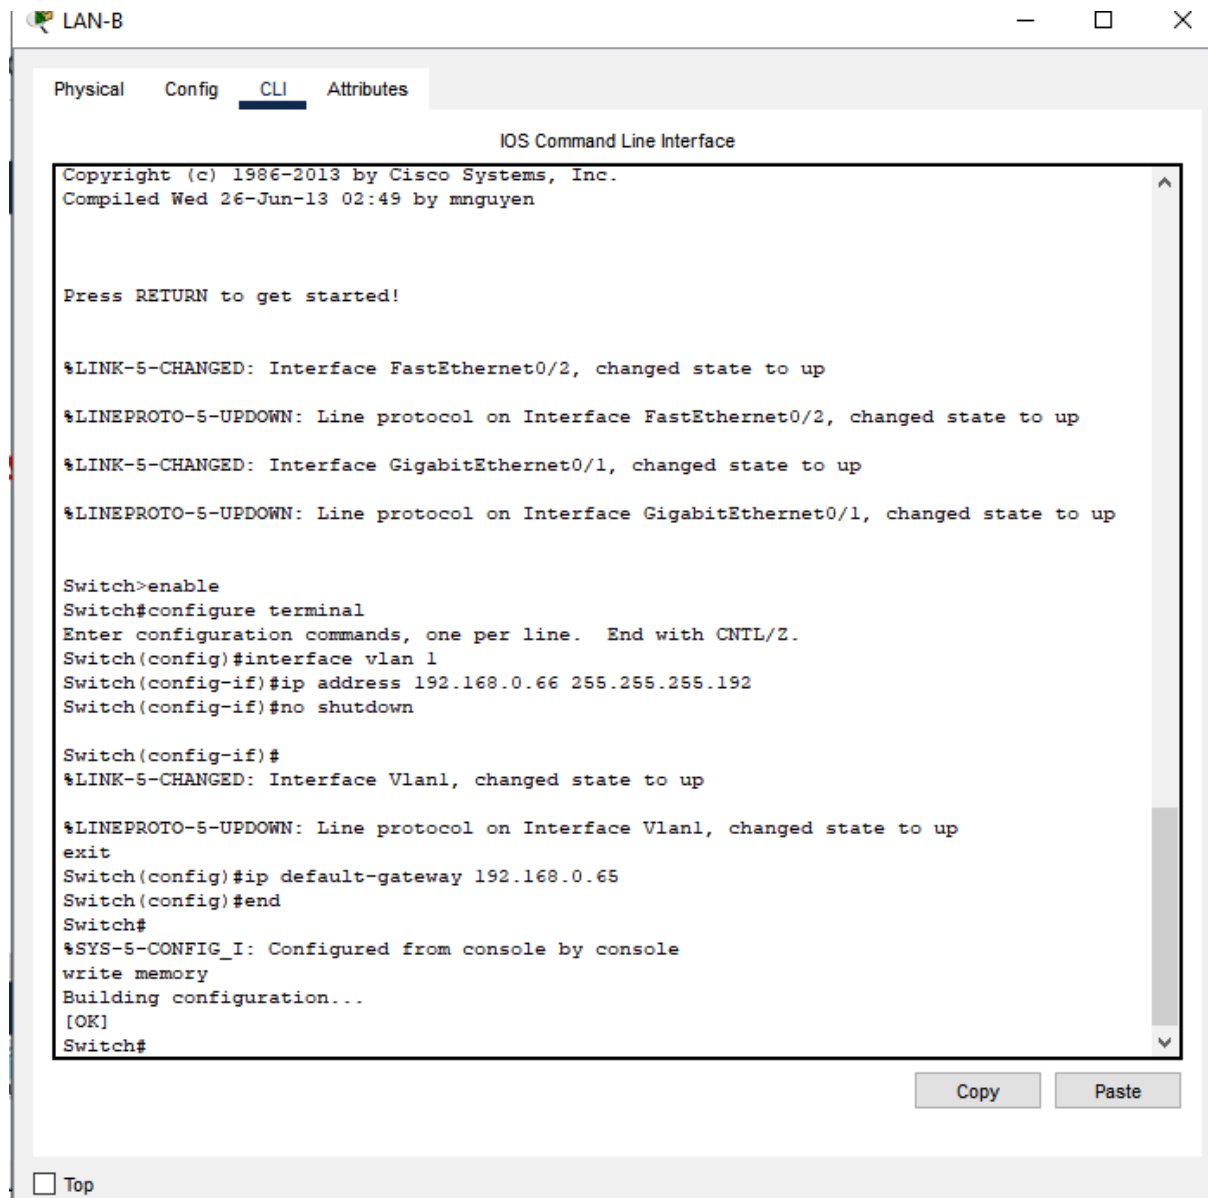 LAN-B
Physical Config CLI Attributes
IOS Command Line Interface
Copyright (c) 1986-2013 by Cisco Systems, Inc.
Compiled Wed 26-Jun-13 02:49 by mnguyen
Press RETURN to get started!
%LINK-5-CHANGED: Interface FastEthernet0/2, changed state to up
%LINEPROTO-5-UPDOWN: Line protocol on Interface FastEthernet0/2, changed state to up
%LINK-5-CHANGED: Interface GigabitEthernet0/1, changed state to up
%LINEPROTO-5-UPDOWN: Line protocol on Interface GigabitEthernet0/1, changed state to up
Switch>enable
Switch#configure terminal
Enter configuration commands, one per line.  End with CNTL/Z.
Switch(config)#interface vlan 1
Switch(config-if)#ip address 192.168.0.66 255.255.255.192
Switch(config-if)#no shutdown
Switch(config-if)#
%LINK-5-CHANGED: Interface Vlan1, changed state to up
%LINEPROTO-5-UPDOWN: Line protocol on Interface Vlan1, changed state to up
exit
Switch(config)#ip default-gateway 192.168.0.65
Switch(config)#end
Switch#
%SYS-5-CONFIG_I: Configured from console by console
write memory
Building configuration...
[OK]
Switch#
Copy Paste
Top